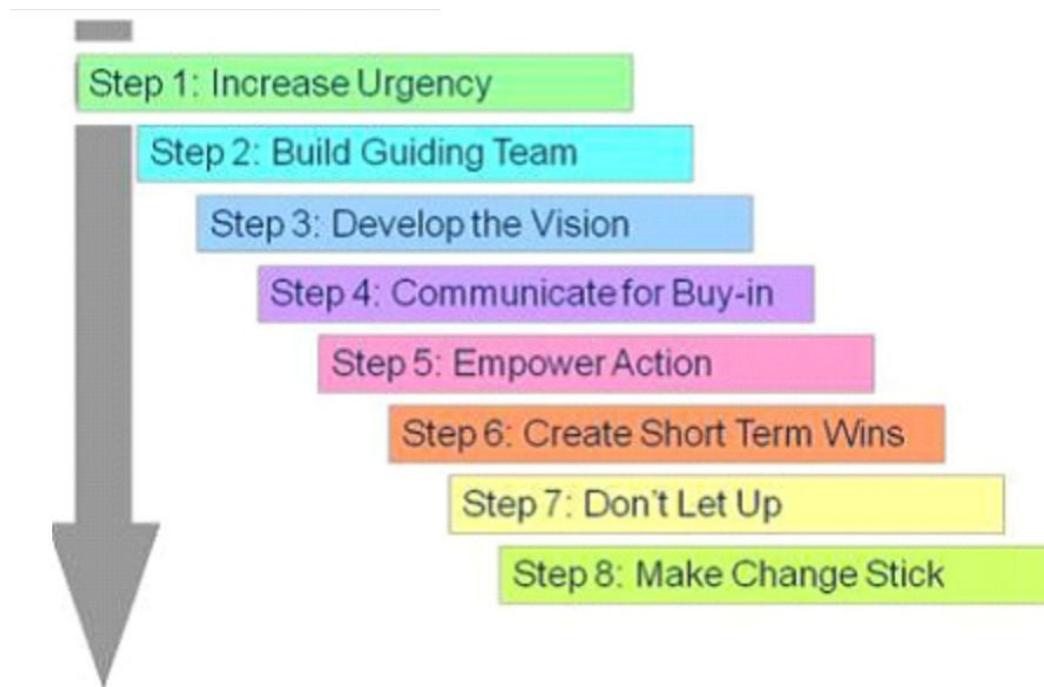 Step 1: Increase Urgency
Step 2: Build Guiding Team
Step 3: Develop the Vision
Step 4: Communicate for Buy-in
Step 5: Empower Action
Step 6: Create Short Term Wins
Step 7: Don’t Let Up
Step 8: Make Change Stick